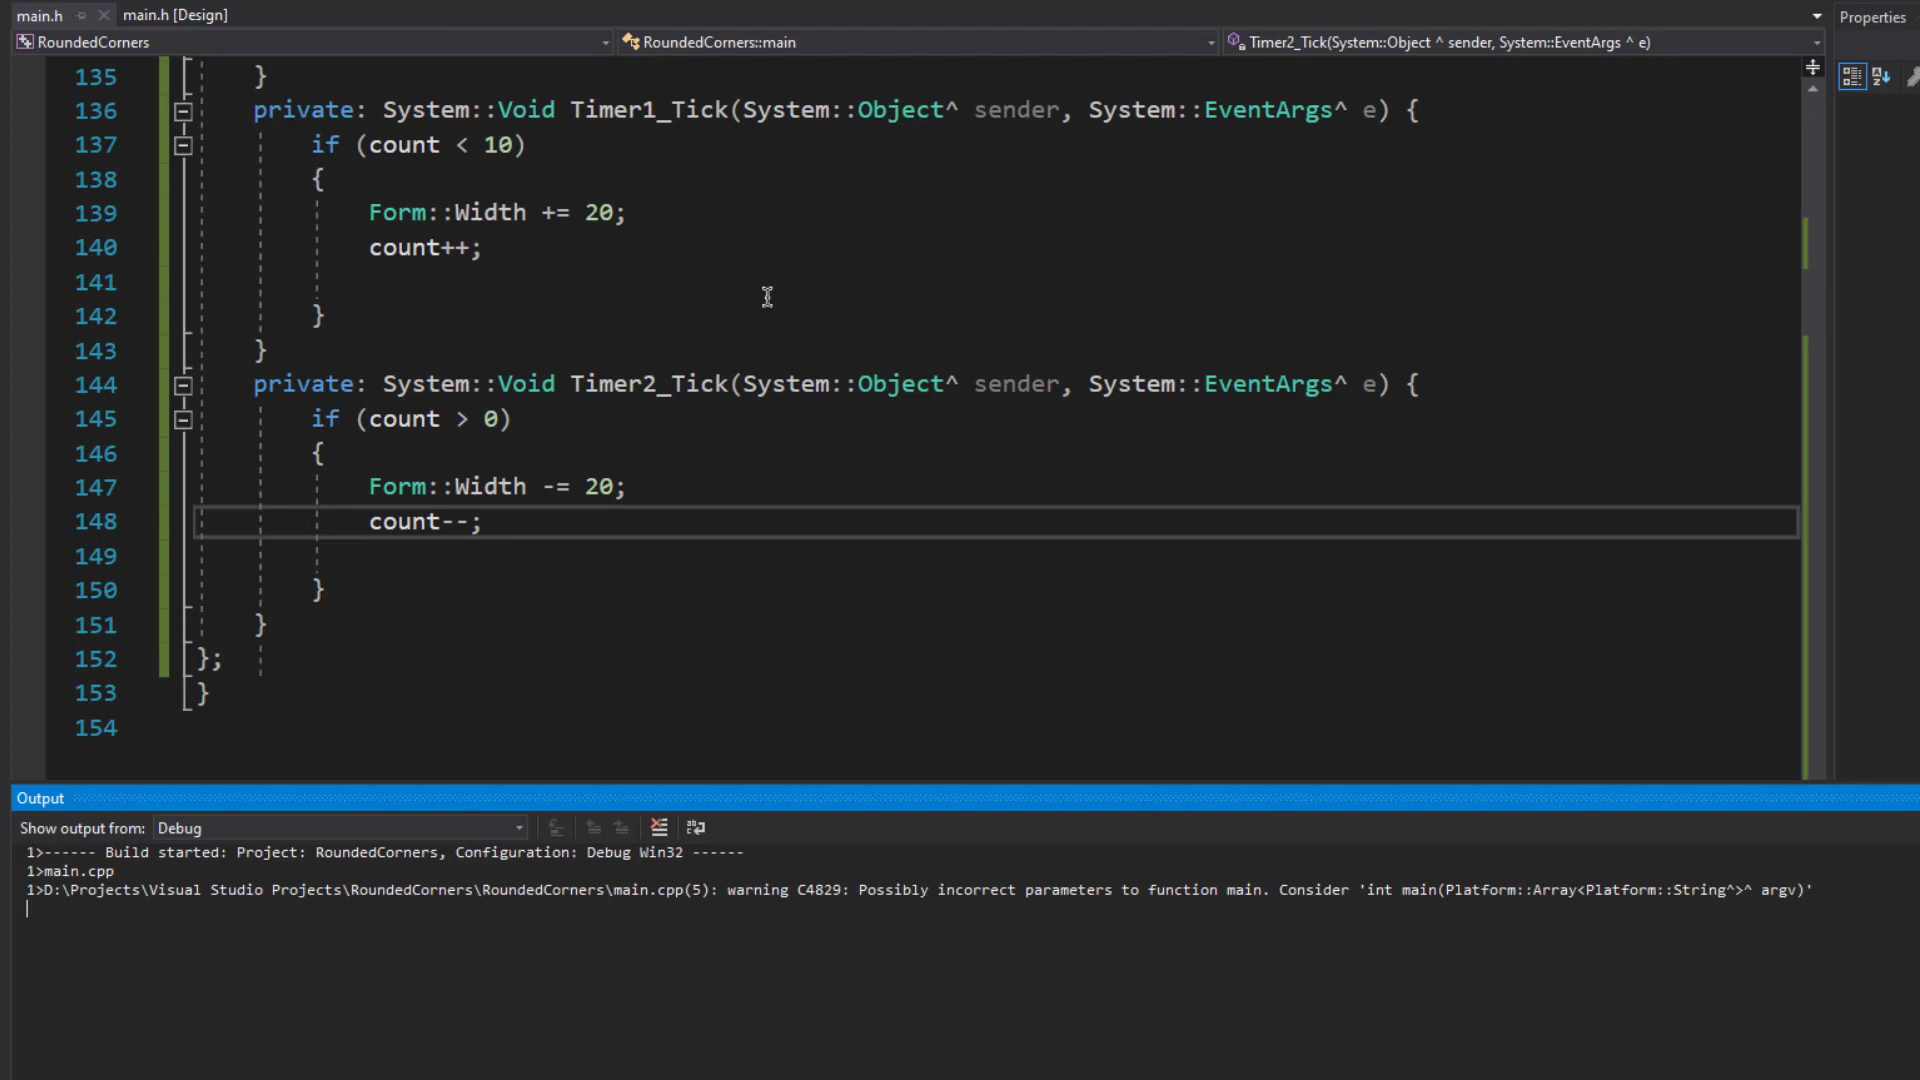 main.h
main.h [Design]
Properties
RoundedCorners
RoundedCorners::main
Timer2_Tick(System::Object ^ sender, System::EventArgs ^ e)
135 }
136 private: System::Void Timer1_Tick(System::Object^ sender, System::EventArgs^ e) {
137 if (count < 10)
138 {
139 Form::Width += 20;
140 count++;
141
142 }
143 }
144 private: System::Void Timer2_Tick(System::Object^ sender, System::EventArgs^ e) {
145 if (count > 0)
146 {
147 Form::Width -= 20;
148 count--;
149
150 }
151 }
152 };
153 }
154
Output
Show output from: Debug
1>------ Build started: Project: RoundedCorners, Configuration: Debug Win32 ------
1>main.cpp
1>D:\Projects\Visual Studio Projects\RoundedCorners\RoundedCorners\main.cpp(5): warning C4829: Possibly incorrect parameters to function main. Consider 'int main(Platform::Array<Platform::String^>^ argv)'